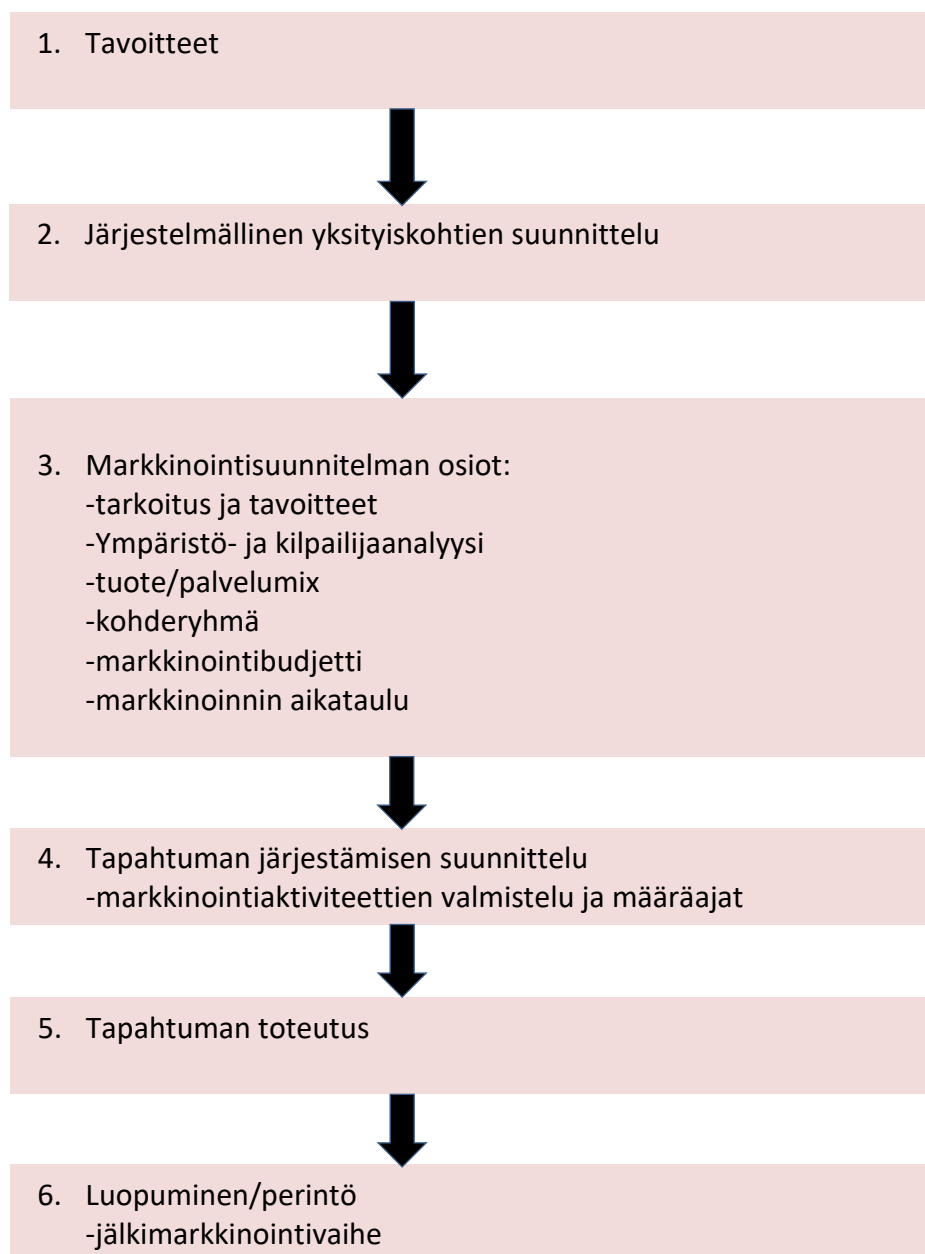 1. Tavoitteet
2. Järjestelmällinen yksityiskohtien suunnittelu
3. Markkinointisuunnitelman osiot:
-tarkoitus ja tavoitteet
-Ympäristö- ja kilpailijaanalyysi
-tuote/palvelumix
-kohderyhmä
-markkinointibudjetti
-markkinoinnin aikataulu
4. Tapahtuman järjestämisen suunnittelu
-markkinointiaktiviteettien valmistelu ja määräajat
5. Tapahtuman toteutus
6. Luopuminen/perintö
-jälkimarkkinointivaihe